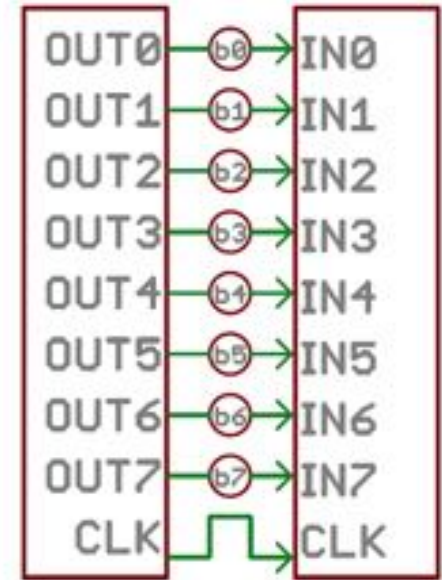 OUT0 b0 IN0
OUT1 b1 IN1
OUT2 b2 IN2
OUT3 b3 IN3
OUT4 b4 IN4
OUT5 b5 IN5
OUT6 b6 IN6
OUT7 b7 IN7
CLK CLK